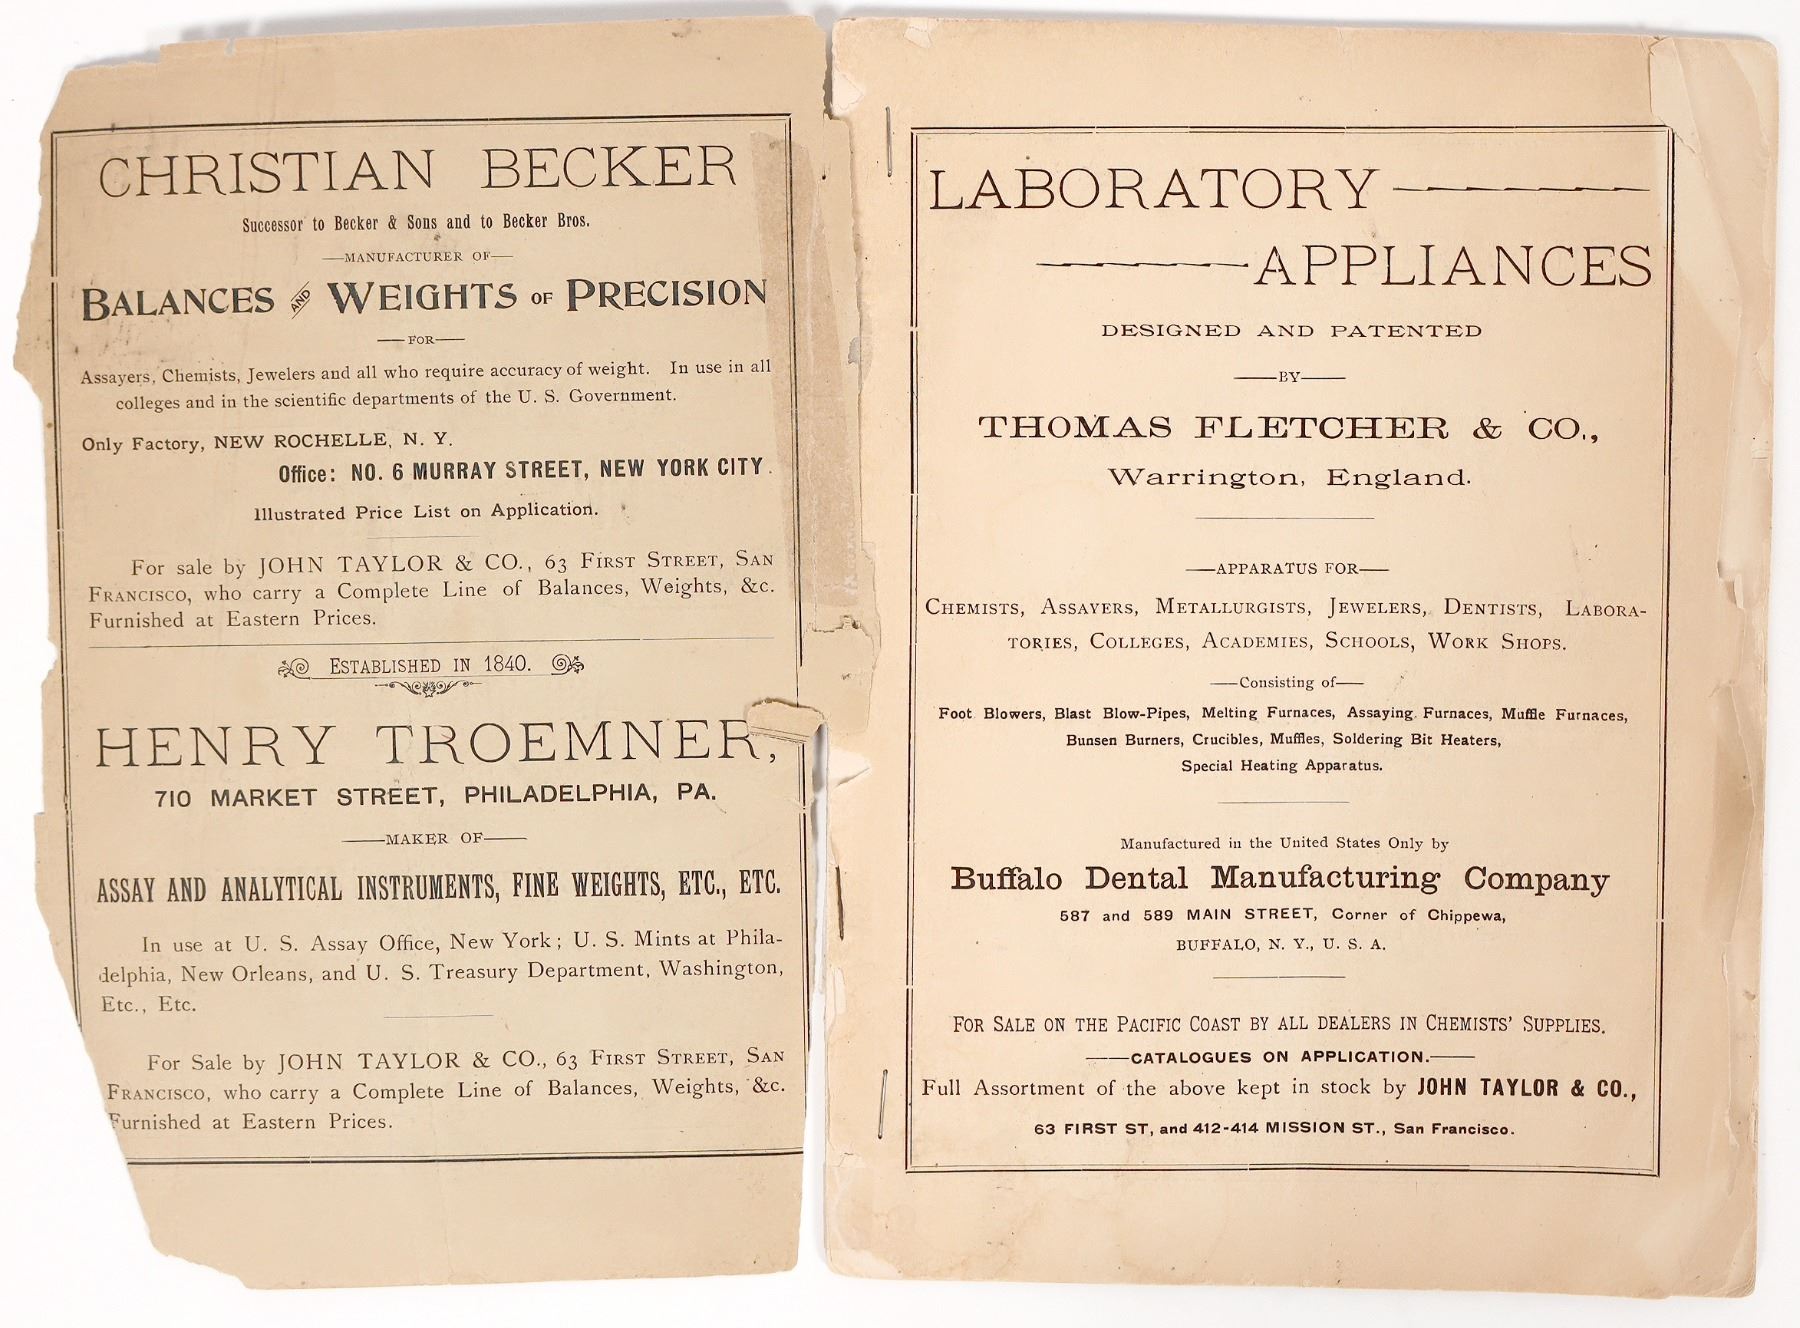 CHRISTIAN BECKER
Successor to Becker & Sons and to Becker Bros.
—MANUFACTURER OF—
BALANCES AND WEIGHTS OF PRECISION
—FOR—
Assayers, Chemists, Jewelers and all who require accuracy of weight. In use in all
colleges and in the scientific departments of the U. S. Government.
Only Factory, NEW ROCHELLE, N. Y.
Office: NO. 6 MURRAY STREET, NEW YORK CITY.
Illustrated Price List on Application.
For sale by JOHN TAYLOR & CO., 63 FIRST STREET, SAN
FRANCISCO, who carry a Complete Line of Balances, Weights, &c.
Furnished at Eastern Prices.
ESTABLISHED IN 1840.
HENRY TROEMNER,
710 MARKET STREET, PHILADELPHIA, PA.
—MAKER OF—
ASSAY AND ANALYTICAL INSTRUMENTS, FINE WEIGHTS, ETC., ETC.
In use at U. S. Assay Office, New York; U. S. Mints at Phila-
delphia, New Orleans, and U. S. Treasury Department, Washington,
Etc., Etc.
For Sale by JOHN TAYLOR & CO., 63 FIRST STREET, SAN
FRANCISCO, who carry a Complete Line of Balances, Weights, &c.
Furnished at Eastern Prices.
LABORATORY
APPLIANCES
DESIGNED AND PATENTED
—BY—
THOMAS FLETCHER & CO.,
Warrington, England.
—APPARATUS FOR—
CHEMISTS, ASSAYERS, METALLURGISTS, JEWELERS, DENTISTS, LABORA-
TORIES, COLLEGES, ACADEMIES, SCHOOLS, WORK SHOPS.
—Consisting of—
Foot Blowers, Blast Blow-Pipes, Melting Furnaces, Assaying Furnaces, Muffle Furnaces,
Bunsen Burners, Crucibles, Muffles, Soldering Bit Heaters,
Special Heating Apparatus.
Manufactured in the United States Only by
Buffalo Dental Manufacturing Company
587 and 589 MAIN STREET, Corner of Chippewa,
BUFFALO, N. Y., U. S. A.
FOR SALE ON THE PACIFIC COAST BY ALL DEALERS IN CHEMISTS' SUPPLIES.
—CATALOGUES ON APPLICATION.—
Full Assortment of the above kept in stock by JOHN TAYLOR & CO.,
63 FIRST ST, and 412-414 MISSION ST., San Francisco.